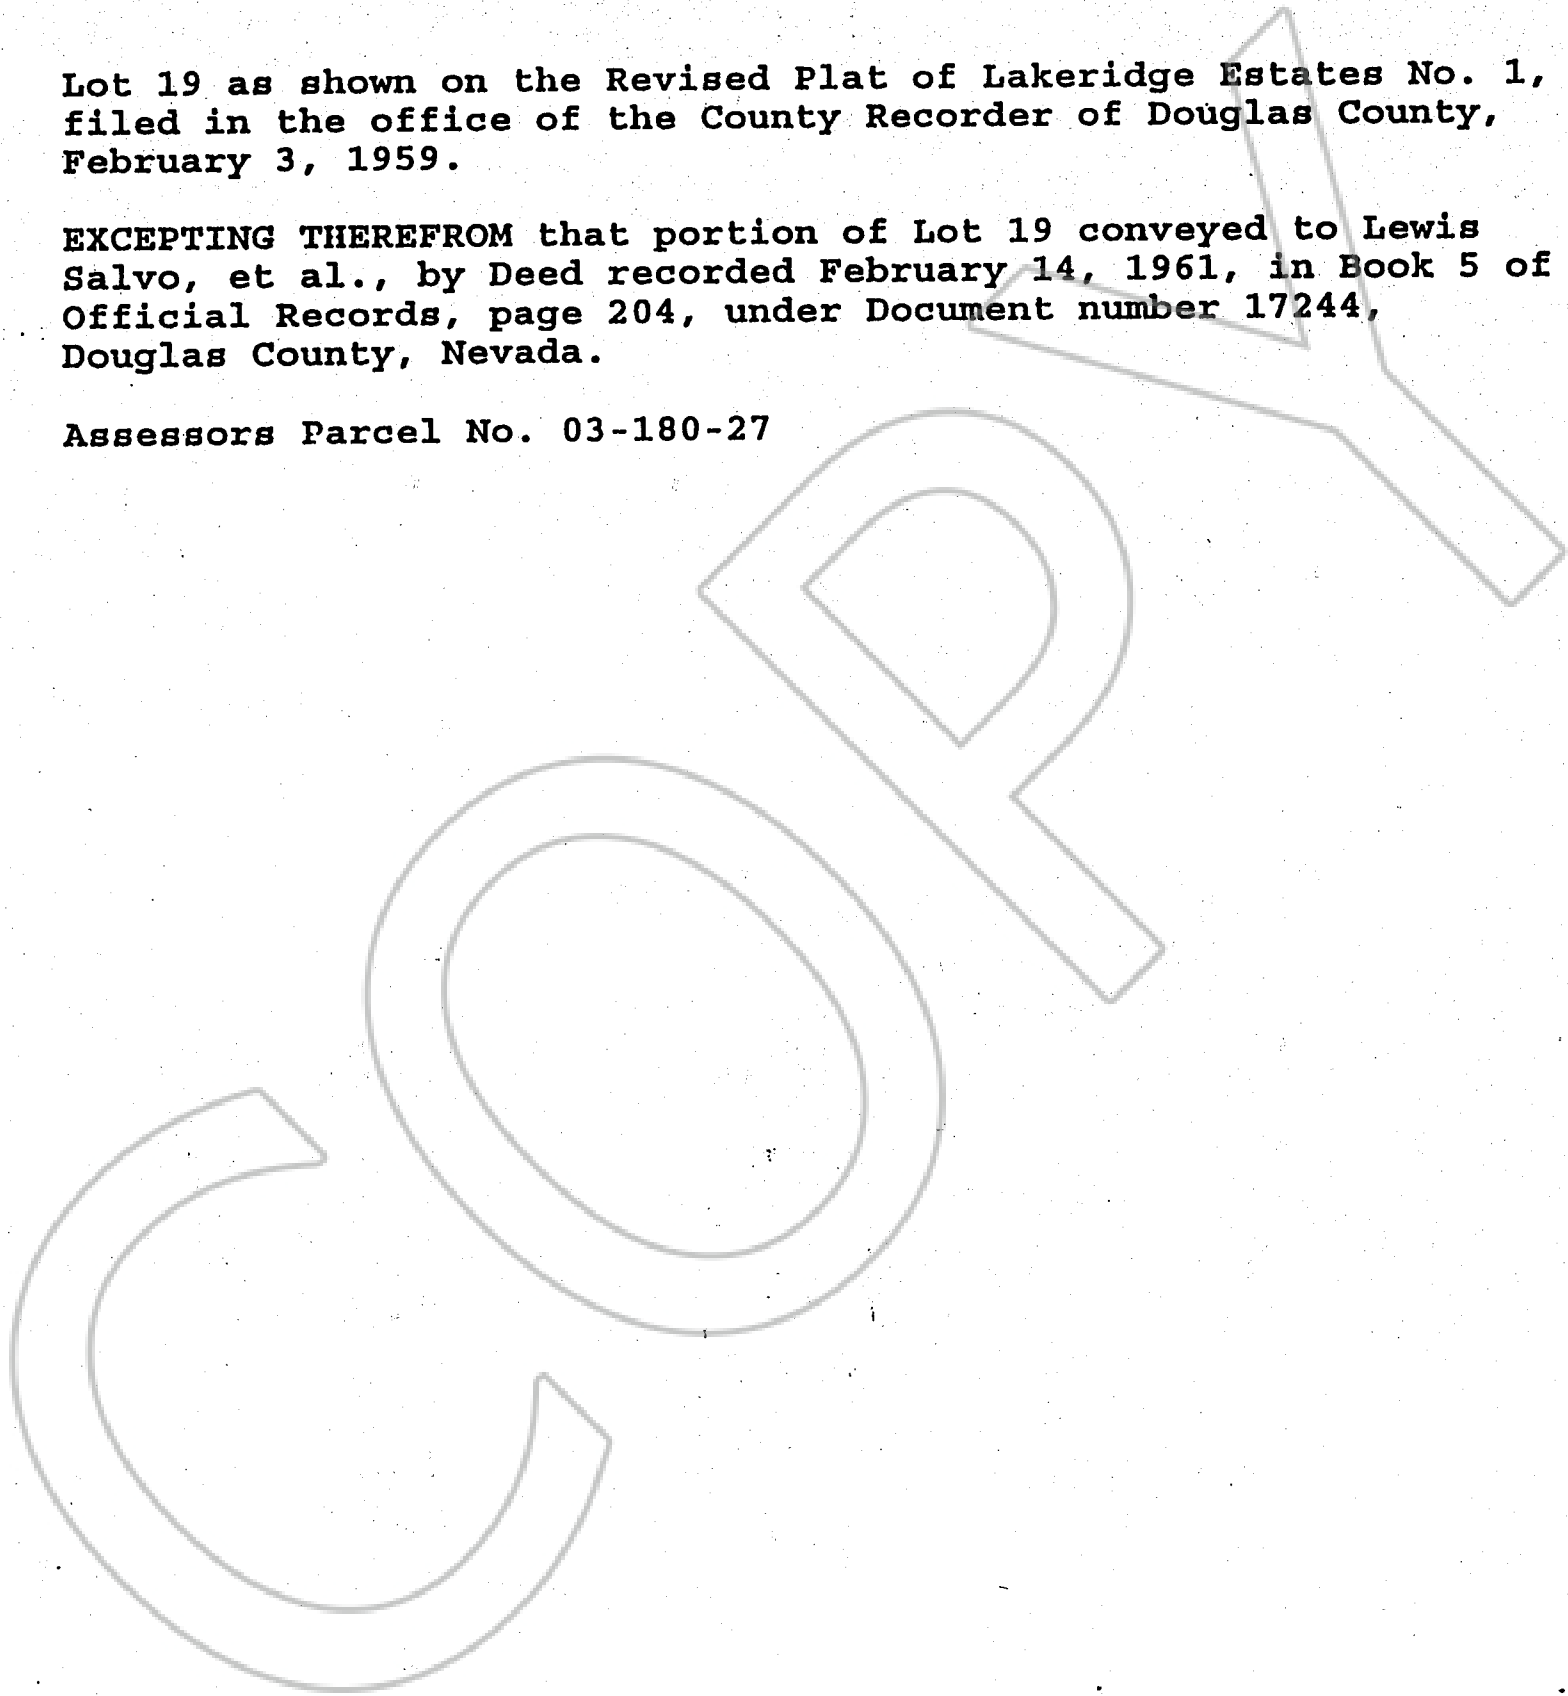 Lot 19 as shown on the Revised Plat of Lakeridge Estates No. 1,
filed in the office of the County Recorder of Douglas County,
February 3, 1959.
EXCEPTING THEREFROM that portion of Lot 19 conveyed to Lewis
Salvo, et al., by Deed recorded February 14, 1961, in Book 5 of
Official Records, page 204, under Document number 17244,
Douglas County, Nevada.
Assessors Parcel No. 03-180-27
COPY